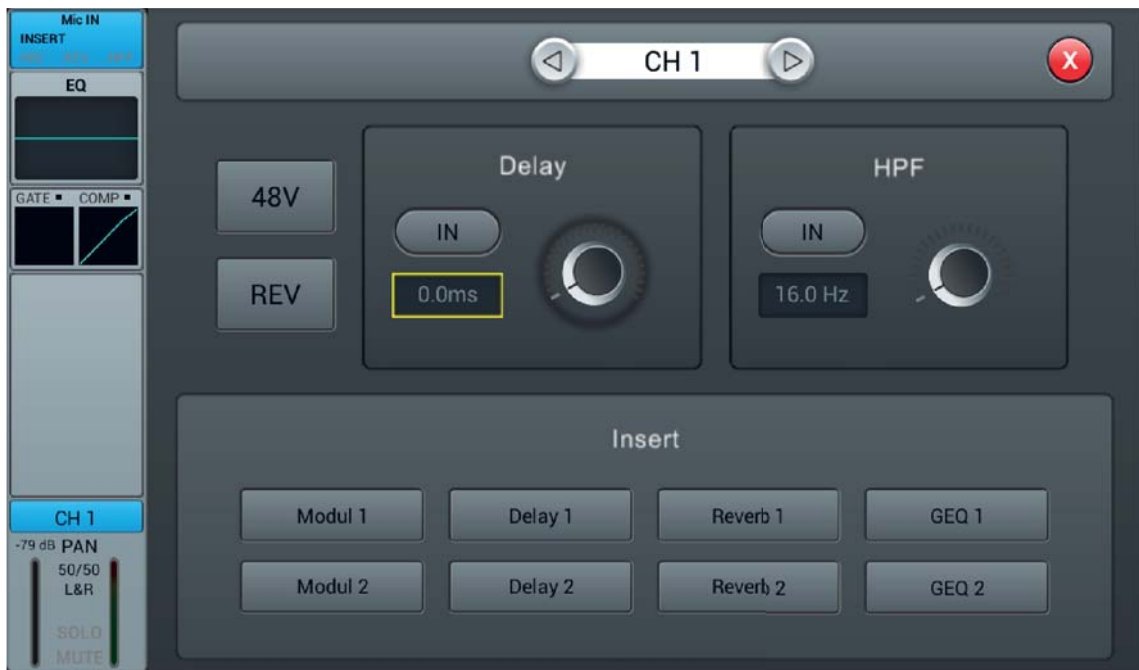 Mic IN
INSERT
EQ
GATE COMP
CH 1
-79 dB PAN
50/50
L&R
SOLO
MUTE
CH 1
X
48V
REV
Delay
IN
0.0ms
HPF
IN
16.0 Hz
Insert
Modul 1 Delay 1 Reverb 1 GEQ 1
Modul 2 Delay 2 Reverb 2 GEQ 2